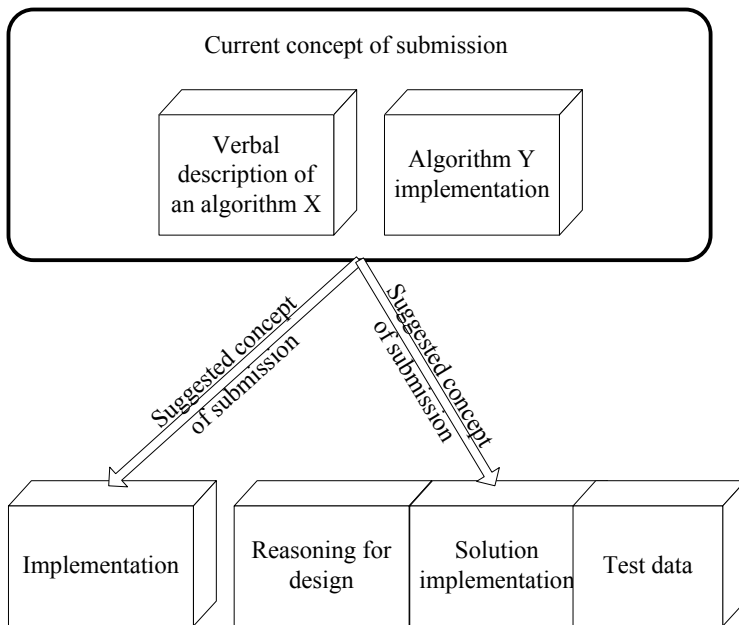 Current concept of submission
Verbal
description of
an algorithm X
Algorithm Y
implementation
Suggested concept
of submission
Suggested concept
of submission
Implementation
Reasoning for
design
Solution
implementation
Test data